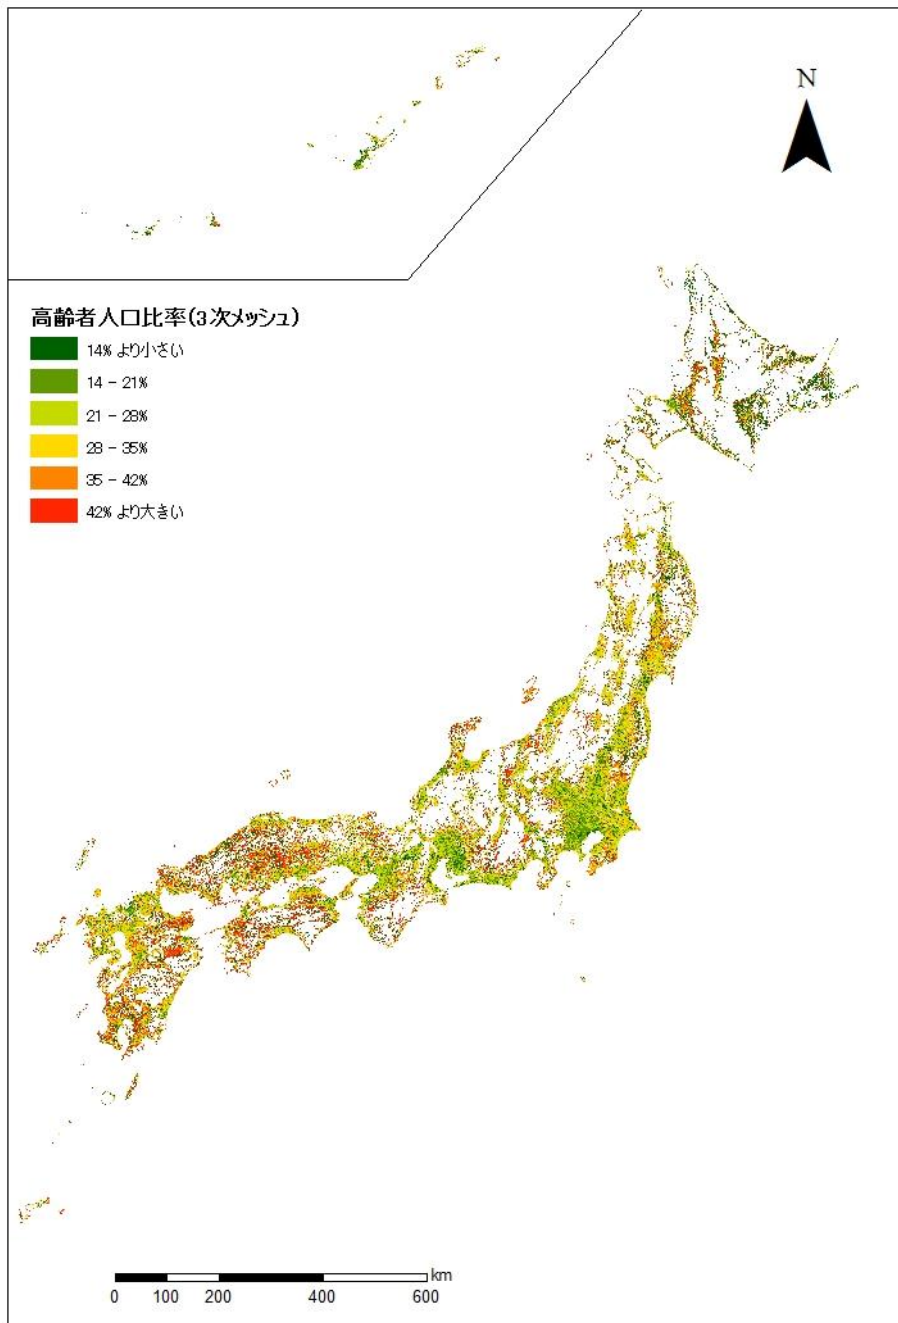 N
高齢者人口比率(3次メッシュ)
14% より小さい
14 - 21%
21 - 28%
28 - 35%
35 - 42%
42% より大きい
km
0 100 200 400 600